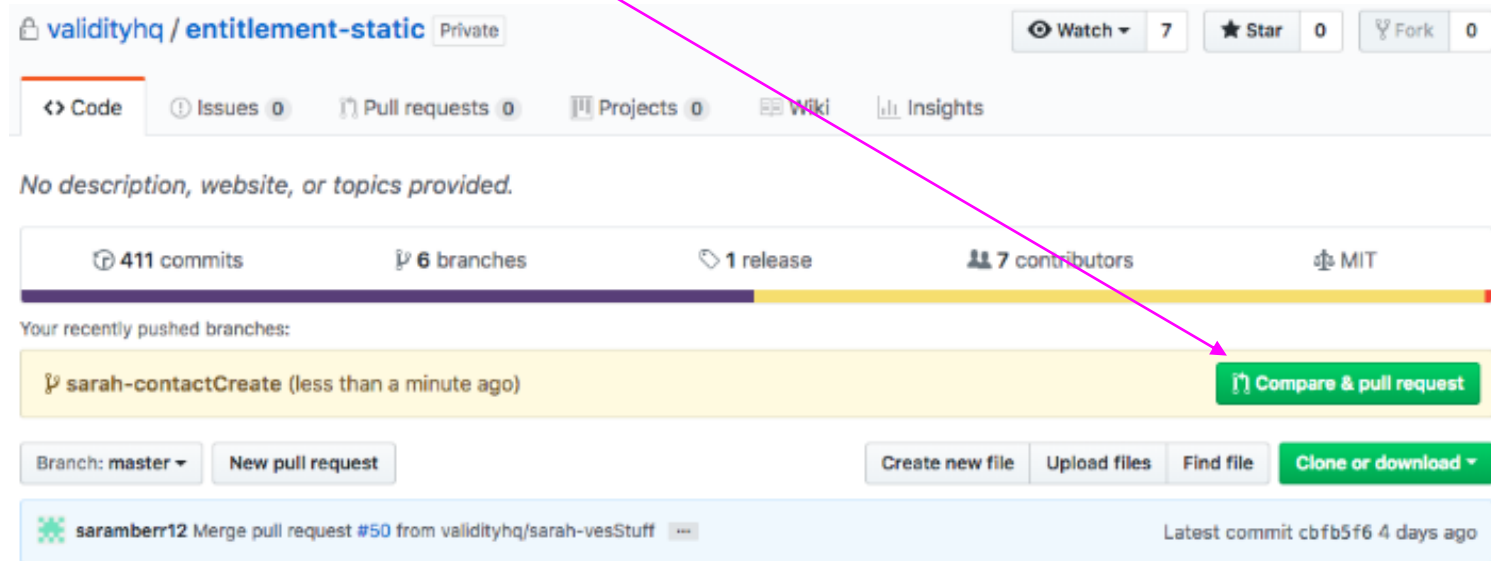 validityhq / entitlement-static Private Watch 7 Star 0 Fork 0
Code Issues 0 Pull requests 0 Projects 0 Wiki Insights
No description, website, or topics provided.
411 commits 6 branches 1 release 7 contributors MIT
Your recently pushed branches:
sarah-contactCreate (less than a minute ago) Compare & pull request
Branch: master New pull request Create new file Upload files Find file Clone or download
saramberr12 Merge pull request #50 from validityhq/sarah-vesStuff ... Latest commit cbfb5f6 4 days ago